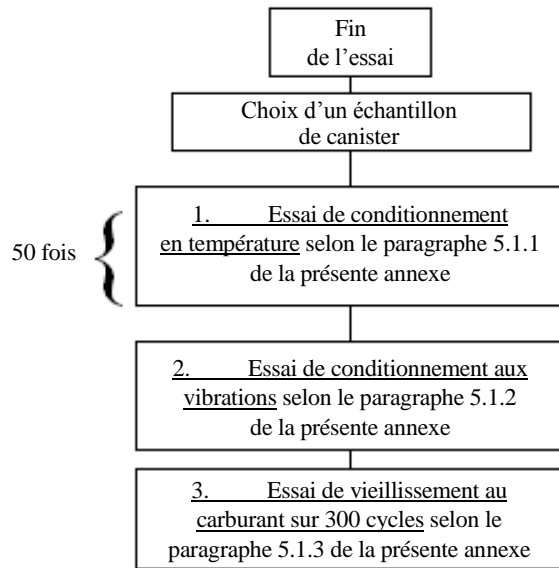 Fin
de l'essai
Choix d'un échantillon
de canister
50 fois
1. Essai de conditionnement
en température selon le paragraphe 5.1.1
de la présente annexe
2. Essai de conditionnement aux
vibrations selon le paragraphe 5.1.2
de la présente annexe
3. Essai de vieillissement au
carburant sur 300 cycles selon le
paragraphe 5.1.3 de la présente annexe